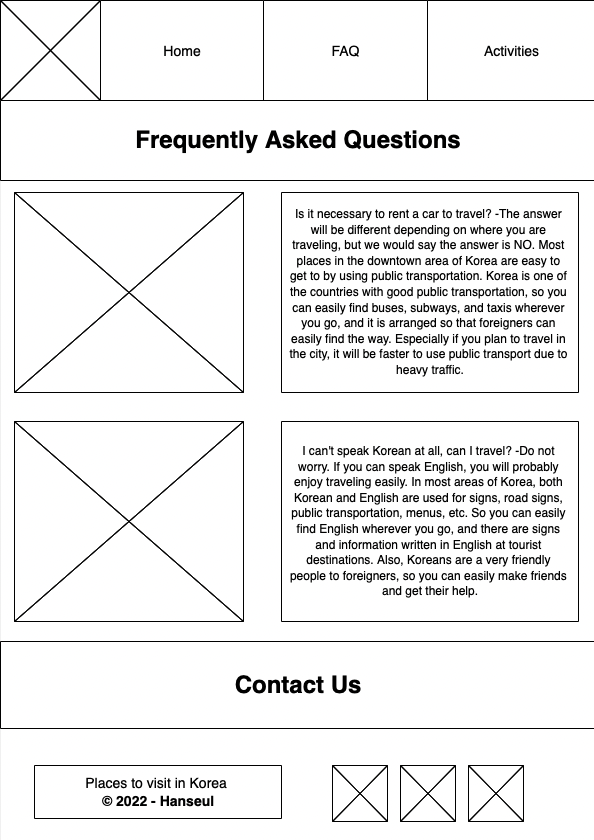 Home
FAQ
Activities
Frequently Asked Questions
Is it necessary to rent a car to travel? -The answer
will be different depending on where you are
traveling, but we would say the answer is NO. Most
places in the downtown area of Korea are easy to
get to by using public transportation. Korea is one of
the countries with good public transportation, so you
can easily find buses, subways, and taxis wherever
you go, and it is arranged so that foreigners can
easily find the way. Especially if you plan to travel in
the city, it will be faster to use public transport due to
heavy traffic.
I can't speak Korean at all, can I travel? -Do not
worry. If you can speak English, you will probably
enjoy traveling easily. In most areas of Korea, both
Korean and English are used for signs, road signs,
public transportation, menus, etc. So you can easily
find English wherever you go, and there are signs
and information written in English at tourist
destinations. Also, Koreans are a very friendly
people to foreigners, so you can easily make friends
and get their help.
Contact Us
Places to visit in Korea
© 2022 - Hanseul